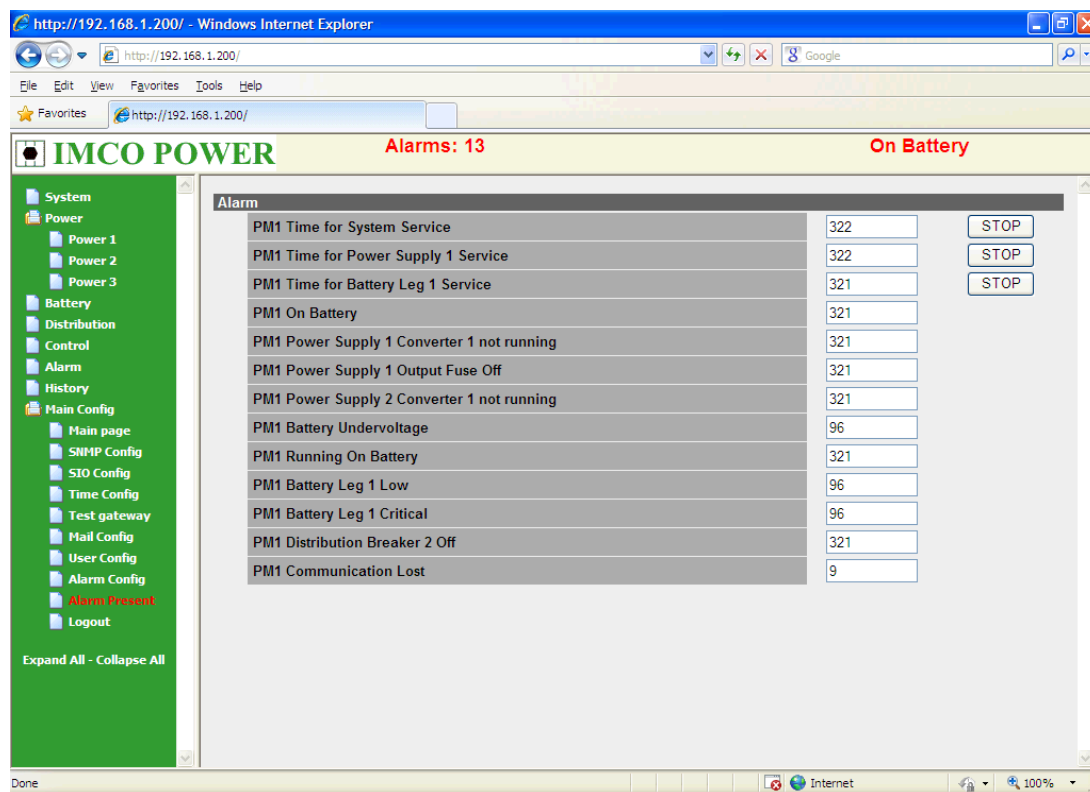 http://192.168.1.200/ - Windows Internet Explorer
http://192.168.1.200/
Google
File Edit View Favorites Tools Help
Favorites
http://192.168.1.200/
IMCO POWER
Alarms: 13
On Battery
System
Power
Power 1
Power 2
Power 3
Battery
Distribution
Control
Alarm
History
Main Config
Main page
SNMP Config
SIO Config
Time Config
Test gateway
Mail Config
User Config
Alarm Config
Alarm Present
Logout
Expand All - Collapse All
Alarm
PM1 Time for System Service 322 STOP
PM1 Time for Power Supply 1 Service 322 STOP
PM1 Time for Battery Leg 1 Service 321 STOP
PM1 On Battery 321
PM1 Power Supply 1 Converter 1 not running 321
PM1 Power Supply 1 Output Fuse Off 321
PM1 Power Supply 2 Converter 1 not running 321
PM1 Battery Undervoltage 96
PM1 Running On Battery 321
PM1 Battery Leg 1 Low 96
PM1 Battery Leg 1 Critical 96
PM1 Distribution Breaker 2 Off 321
PM1 Communication Lost 9
Done
Internet
100%